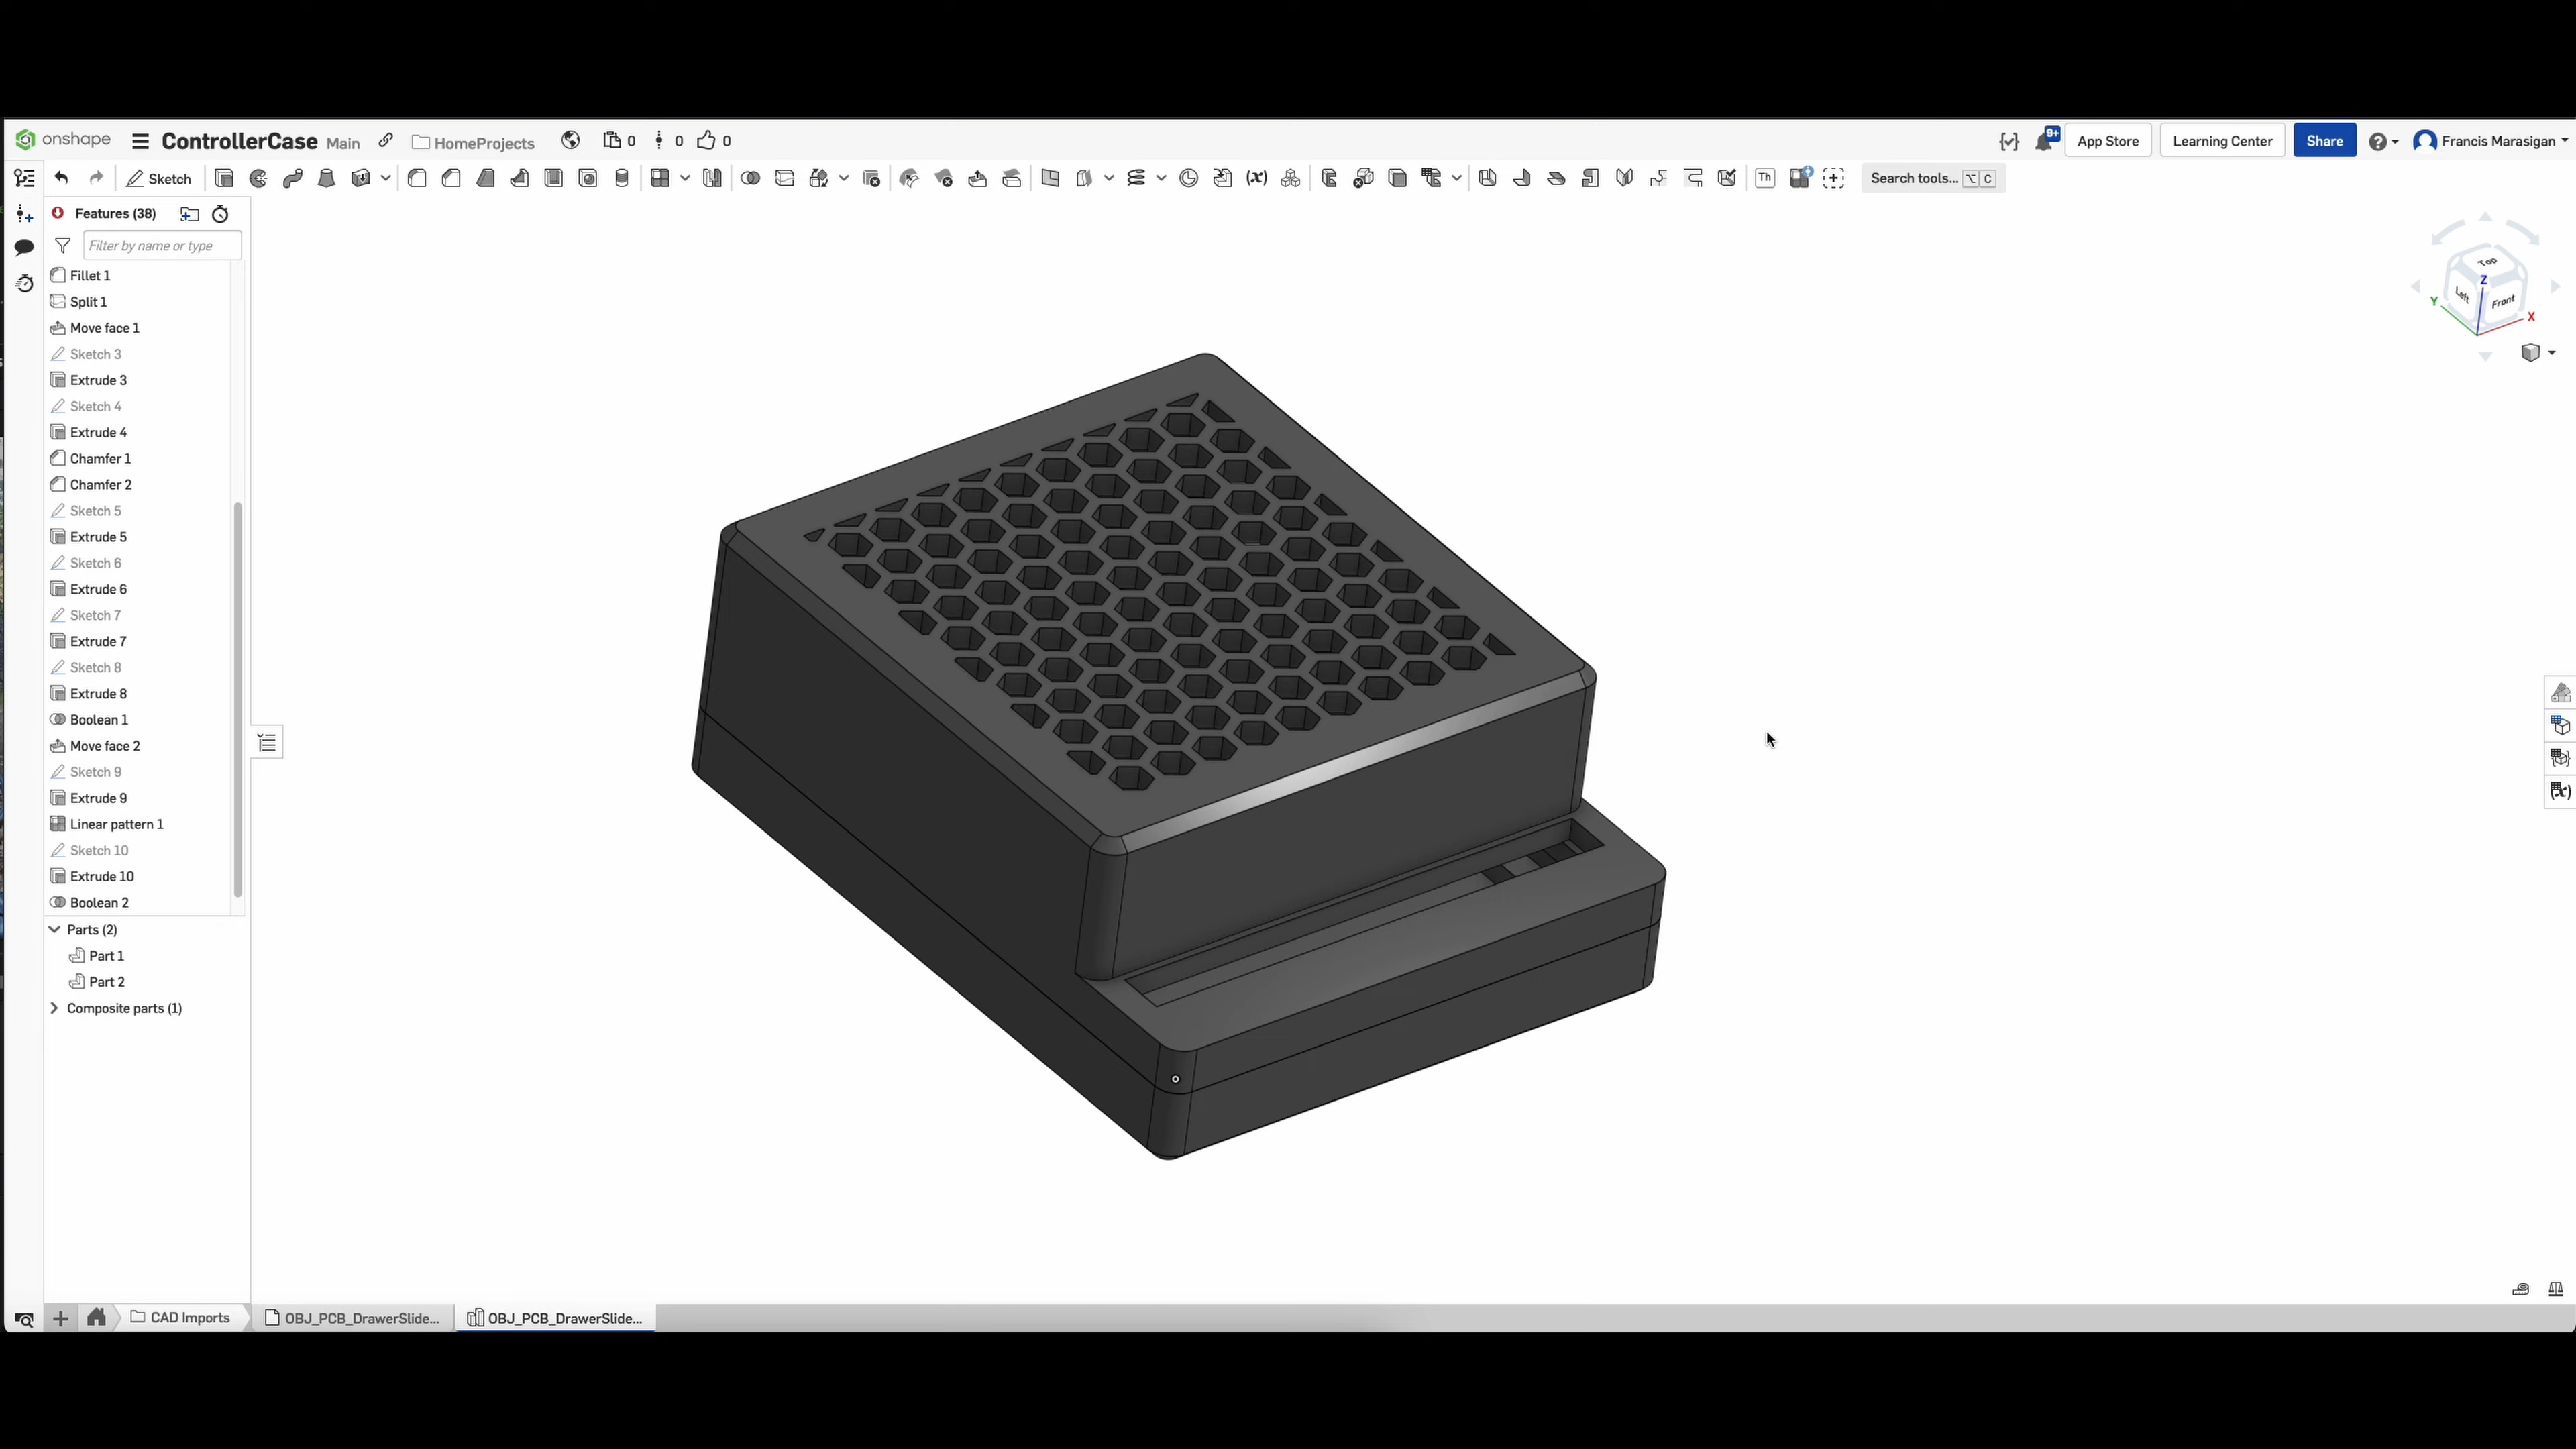 onshape ControllerCase Main HomeProjects 0 0 0 9+ App Store Learning Center Share Francis Marasigan
Sketch Th Search tools... ⌥ C
Features (38)
Filter by name or type
Fillet 1
Split 1
Move face 1
Sketch 3
Extrude 3
Sketch 4
Extrude 4
Chamfer 1
Chamfer 2
Sketch 5
Extrude 5
Sketch 6
Extrude 6
Sketch 7
Extrude 7
Sketch 8
Extrude 8
Boolean 1
Move face 2
Sketch 9
Extrude 9
Linear pattern 1
Sketch 10
Extrude 10
Boolean 2
Parts (2)
Part 1
Part 2
Composite parts (1)
Top
Z
Left Front
Y
X
CAD Imports OBJ_PCB_DrawerSlide... OBJ_PCB_DrawerSlide...